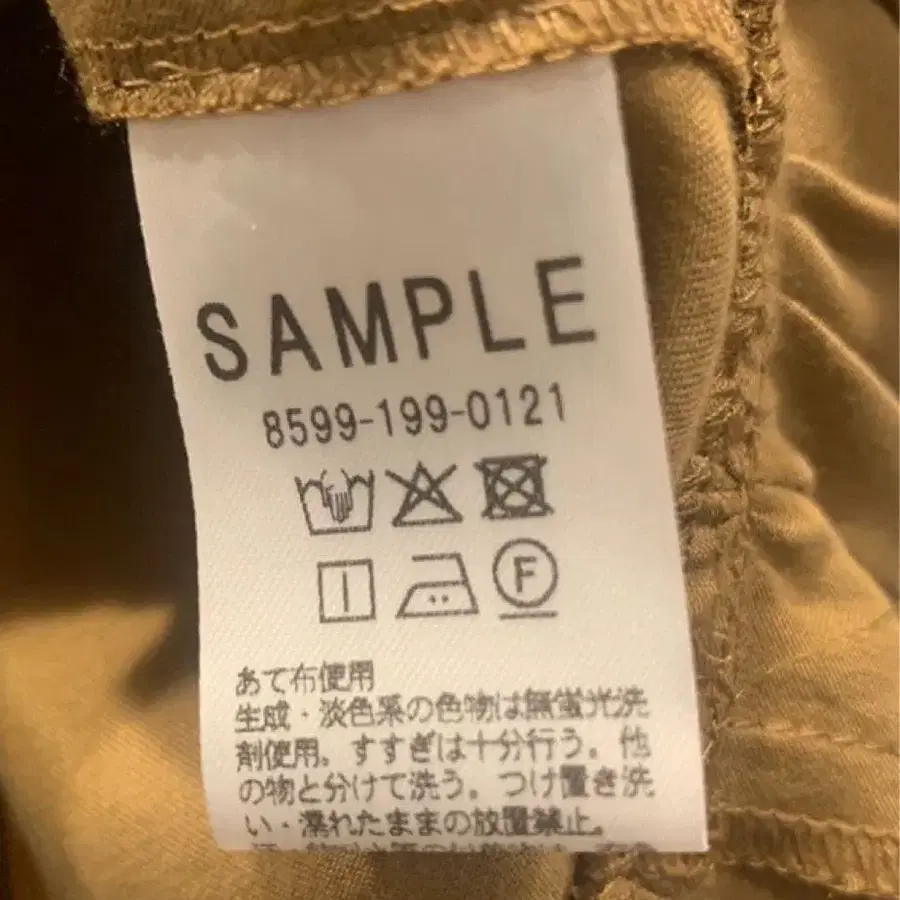 SAMPLE
8599-199-0121
F
あて布使用
生成・淡色系の色物は無蛍光洗
剤使用。すすぎは十分行う。他
の物と分けて洗う。つけ置き洗
い・濡れたままの放置禁止。